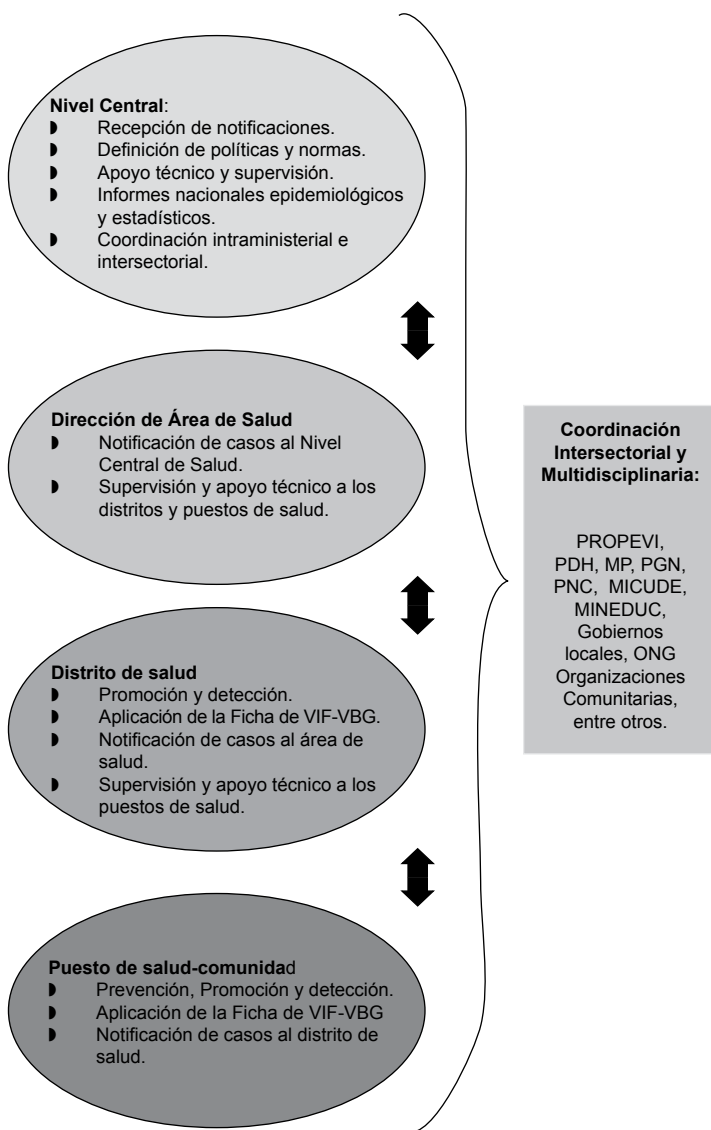 Nivel Central:
◗ Recepción de notificaciones.
◗ Definición de políticas y normas.
◗ Apoyo técnico y supervisión.
◗ Informes nacionales epidemiológicos
y estadísticos.
◗ Coordinación intraministerial e
intersectorial.
Dirección de Área de Salud
◗ Notificación de casos al Nivel
Central de Salud.
◗ Supervisión y apoyo técnico a los
distritos y puestos de salud.
Distrito de salud
◗ Promoción y detección.
◗ Aplicación de la Ficha de VIF-VBG.
◗ Notificación de casos al área de
salud.
◗ Supervisión y apoyo técnico a los
puestos de salud.
Puesto de salud-comunidad
◗ Prevención, Promoción y detección.
◗ Aplicación de la Ficha de VIF-VBG
◗ Notificación de casos al distrito de
salud.
Coordinación
Intersectorial y
Multidisciplinaria:
PROPEVI,
PDH, MP, PGN,
PNC, MICUDE,
MINEDUC,
Gobiernos
locales, ONG
Organizaciones
Comunitarias,
entre otros.